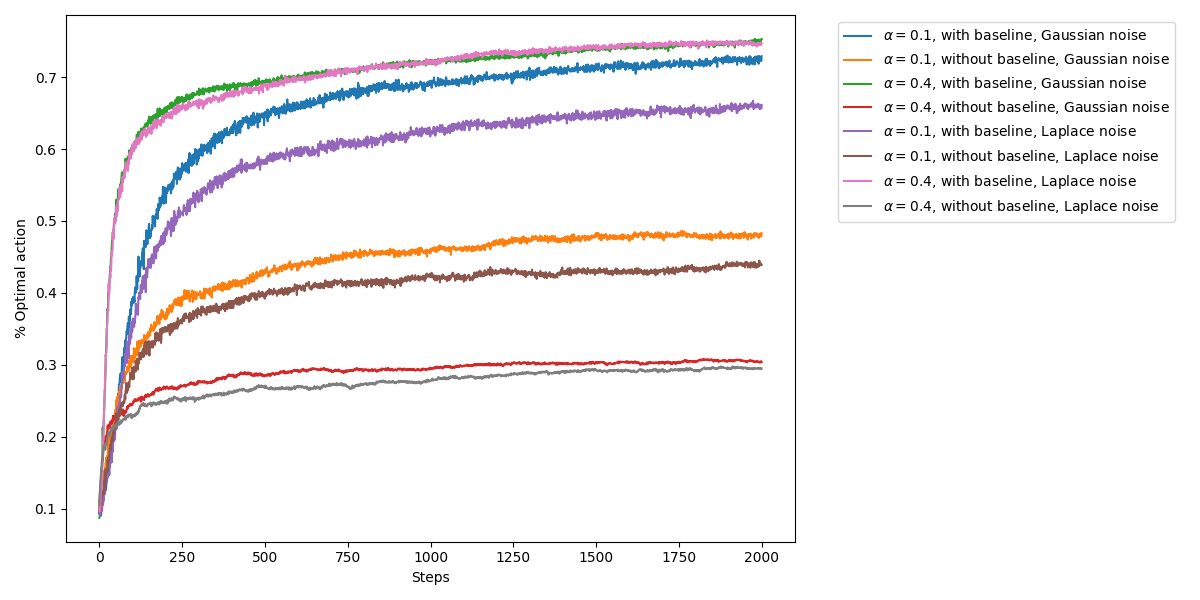 α = 0.1, with baseline, Gaussian noise
α = 0.1, without baseline, Gaussian noise
α = 0.4, with baseline, Gaussian noise
α = 0.4, without baseline, Gaussian noise
α = 0.1, with baseline, Laplace noise
α = 0.1, without baseline, Laplace noise
α = 0.4, with baseline, Laplace noise
α = 0.4, without baseline, Laplace noise
% Optimal action
0.7
0.6
0.5
0.4
0.3
0.2
0.1
0 250 500 750 1000 1250 1500 1750 2000
Steps